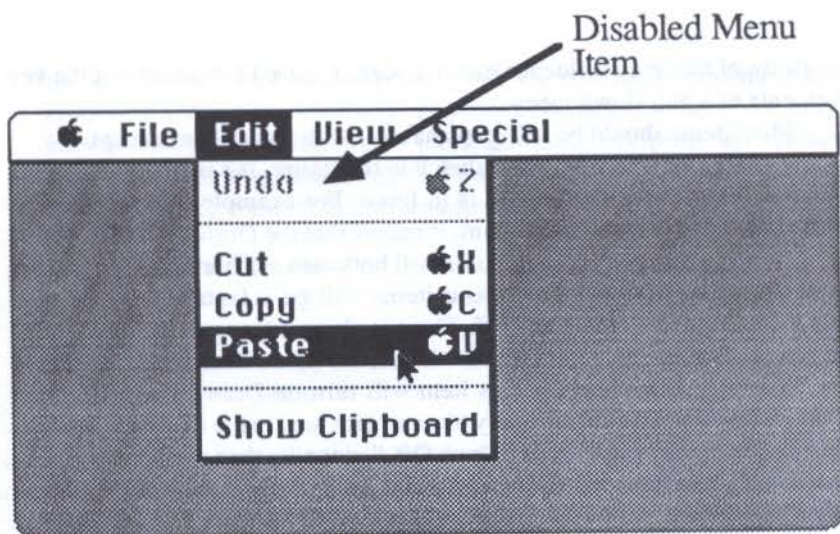 Disabled Menu
Item
File Edit View Special
Undo Z
Cut X
Copy C
Paste V
Show Clipboard